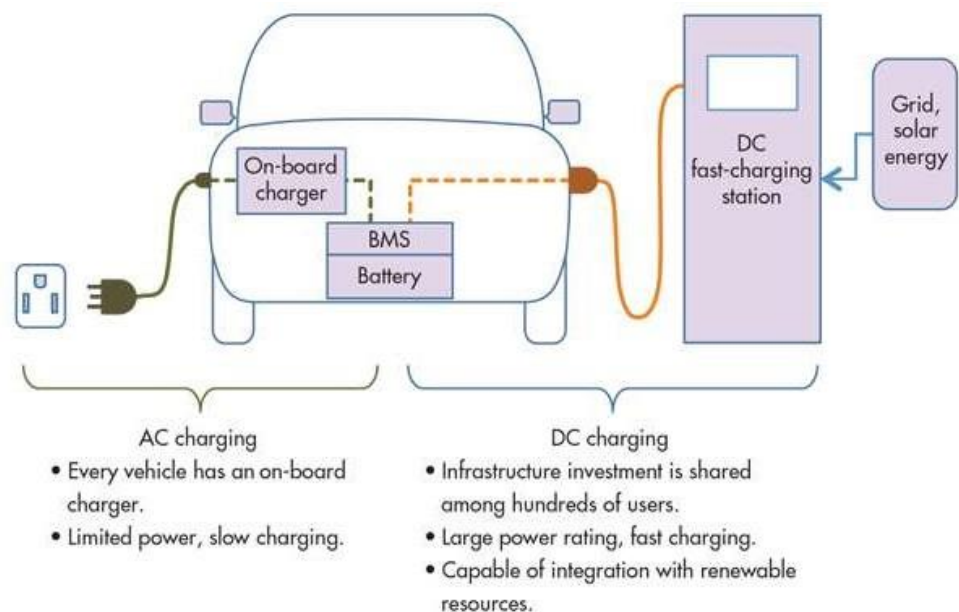 On-board
charger
BMS
Battery
DC
fast-charging
station
Grid,
solar
energy
AC charging
• Every vehicle has an on-board
charger.
• Limited power, slow charging.
DC charging
• Infrastructure investment is shared
among hundreds of users.
• Large power rating, fast charging.
• Capable of integration with renewable
resources.